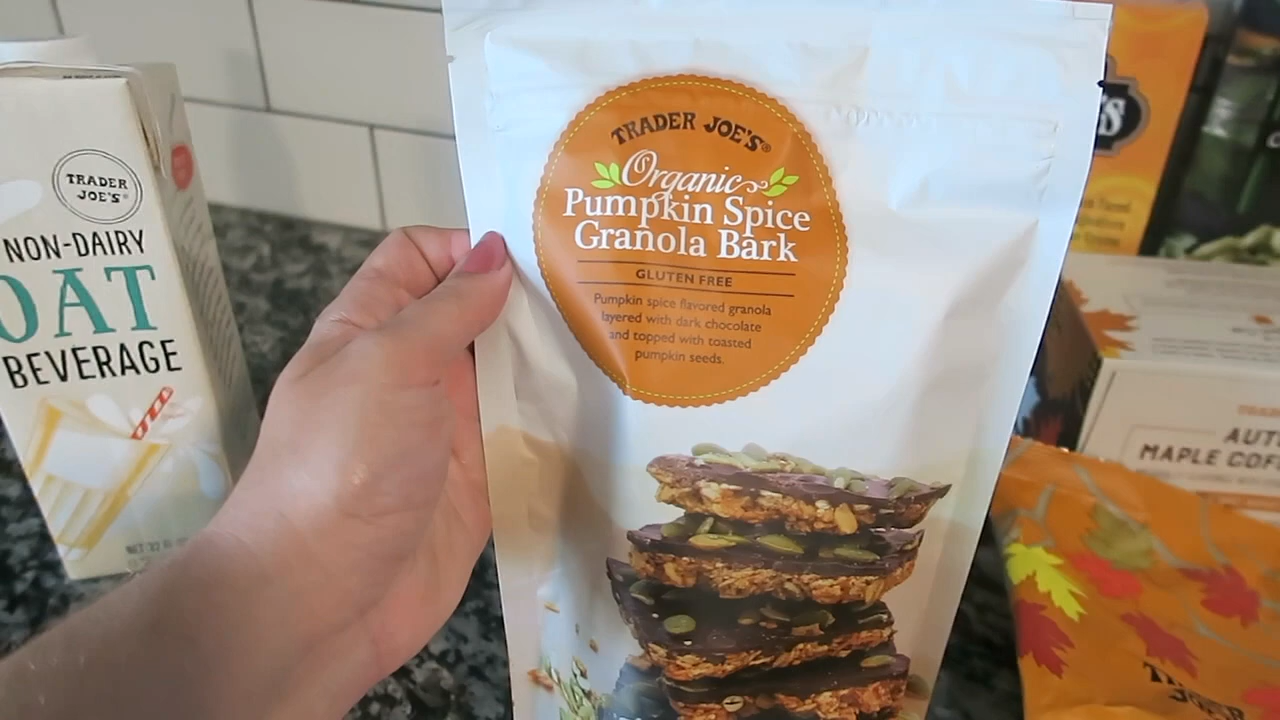 TRADER
JOE'S
NON-DAIRY
OAT
BEVERAGE
TRADER JOE'S®
Organic
Pumpkin Spice
Granola Bark
GLUTEN FREE
Pumpkin spice flavored granola
layered with dark chocolate
and topped with toasted
pumpkin seeds.
MAPLE